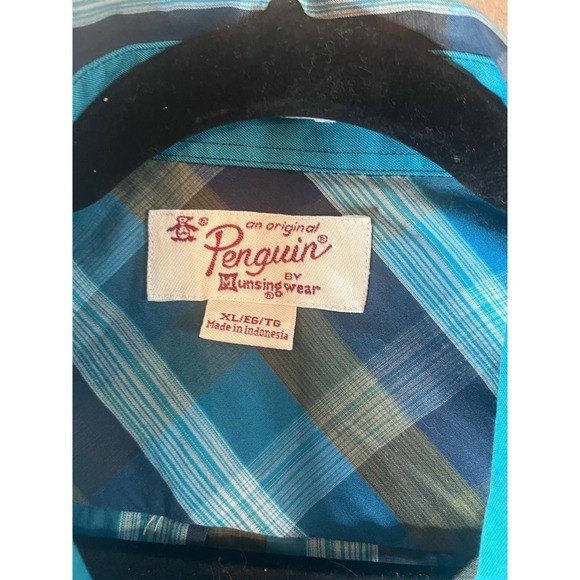 an original
Penguin®
BY
Munsingwear®
XL/EG/TG
Made in Indonesia